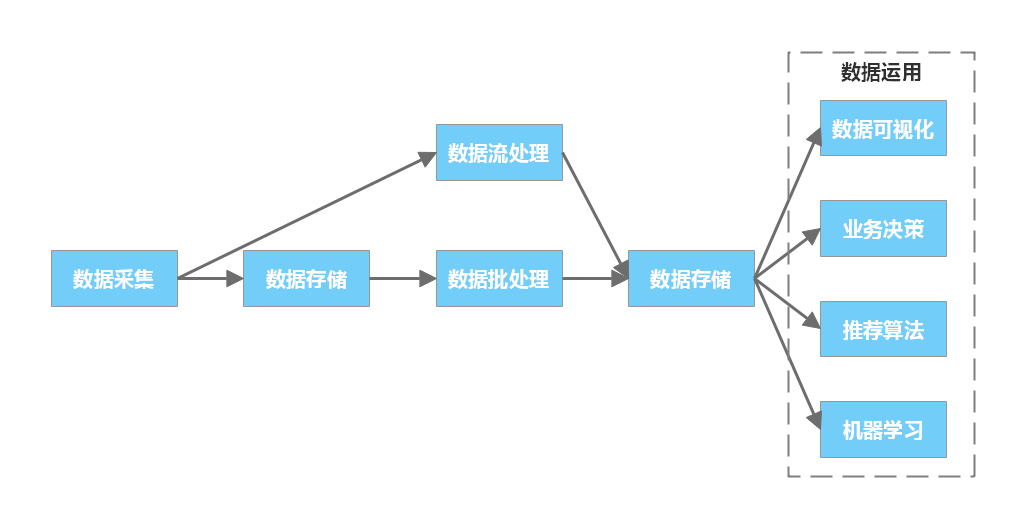 数据运用
数据可视化
数据流处理
业务决策
数据采集
数据存储
数据批处理
数据存储
推荐算法
机器学习